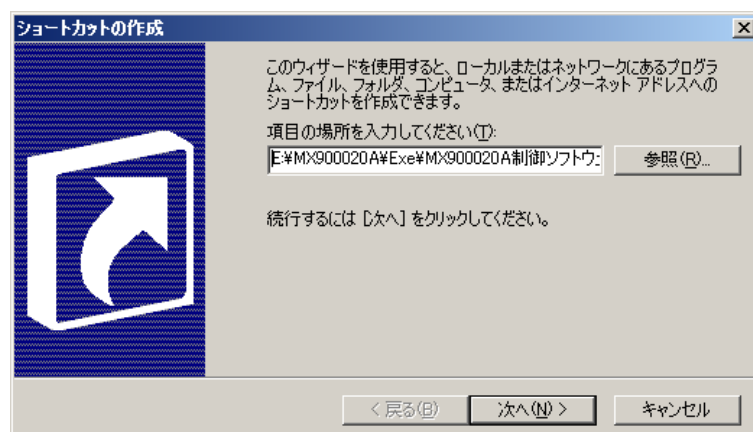 ショートカットの作成
このウィザードを使用すると、ローカルまたはネットワークにあるプログラ
ム、ファイル、フォルダ、コンピュータ、またはインターネット アドレスへの
ショートカットを作成できます。
項目の場所を入力してください(T):
E:¥MX900020A¥Exe¥MX900020A制御ソフトウェ
参照(R)...
続行するには [次へ] をクリックしてください。
< 戻る(B)
次へ(N) >
キャンセル